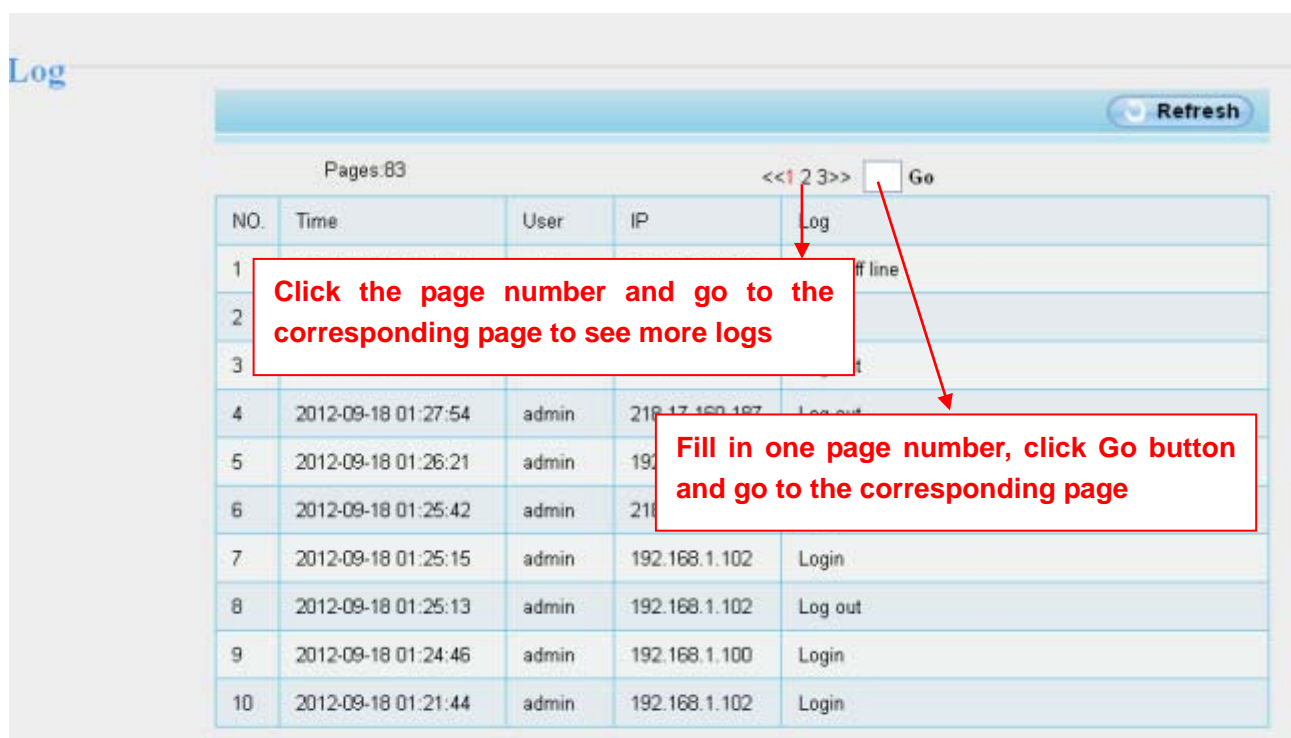 Log
Refresh
Pages:83 <<1 2 3>> Go
NO. Time User IP Log
1 line
Click the page number and go to the
corresponding page to see more logs
2
3
4 2012-09-18 01:27:54 admin 218.17.160.187 Log out
Fill in one page number, click Go button
and go to the corresponding page
5 2012-09-18 01:26:21 admin
6 2012-09-18 01:25:42 admin
7 2012-09-18 01:25:15 admin 192.168.1.102 Login
8 2012-09-18 01:25:13 admin 192.168.1.102 Log out
9 2012-09-18 01:24:46 admin 192.168.1.100 Login
10 2012-09-18 01:21:44 admin 192.168.1.102 Login